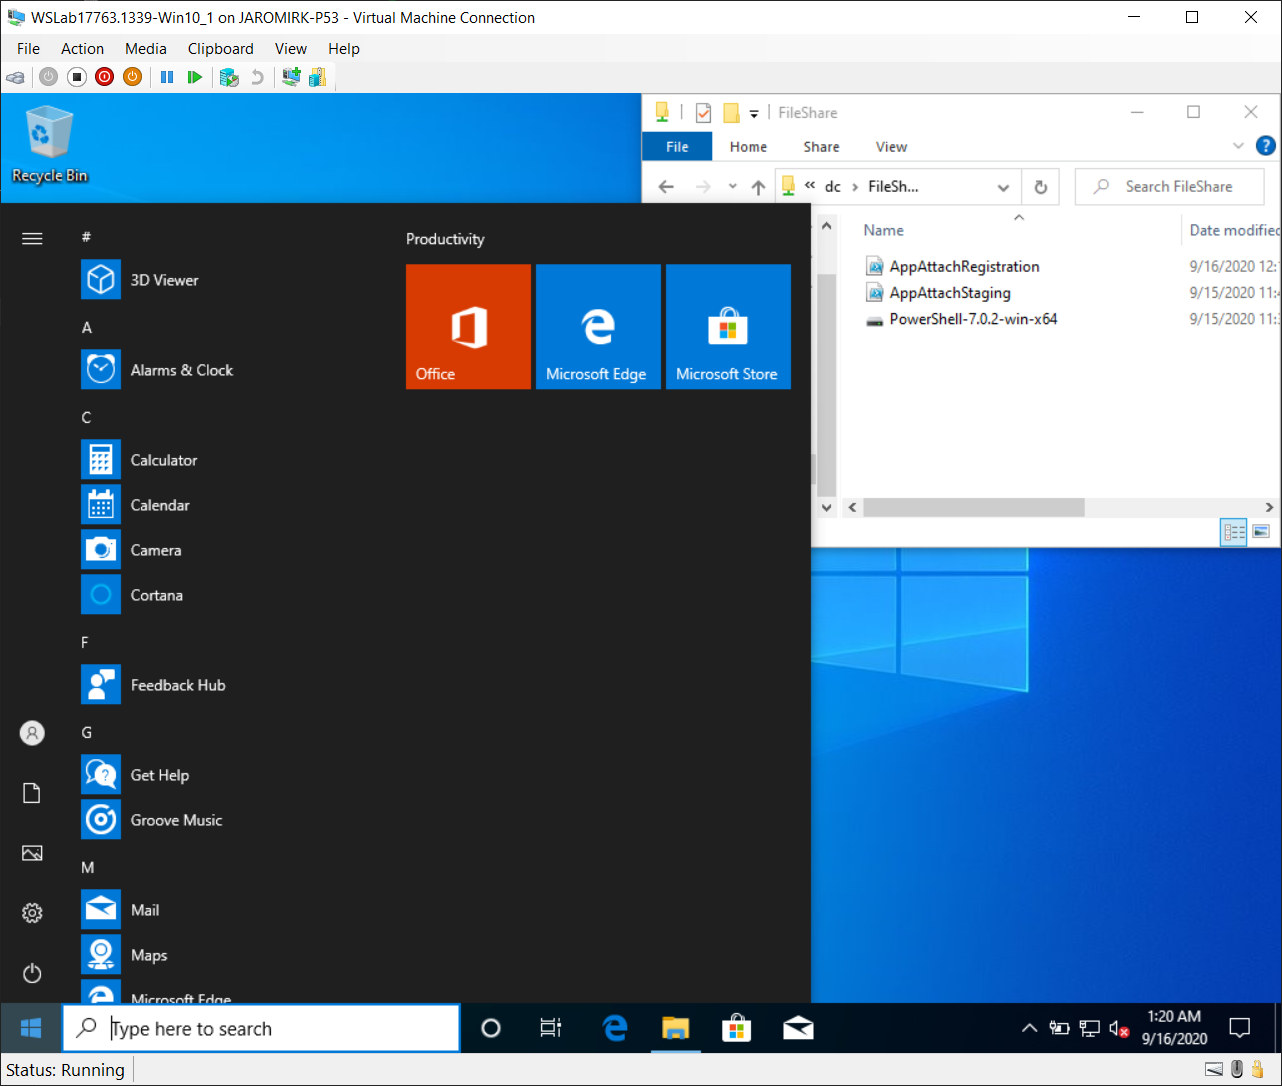 WSLab17763.1339-Win10_1 on JAROMIRK-P53 - Virtual Machine Connection
File Action Media Clipboard View Help
Recycle Bin
FileShare
File Home Share View
« dc › FileSh... Search FileShare
Name Date modified
AppAttachRegistration 9/16/2020 12:
AppAttachStaging 9/15/2020 11:
PowerShell-7.0.2-win-x64 9/15/2020 11:
#
3D Viewer
A
Alarms & Clock
C
Calculator
Calendar
Camera
Cortana
F
Feedback Hub
G
Get Help
Groove Music
M
Mail
Maps
Microsoft Edge
Productivity
Office
Microsoft Edge
Microsoft Store
Type here to search
1:20 AM
9/16/2020
Status: Running